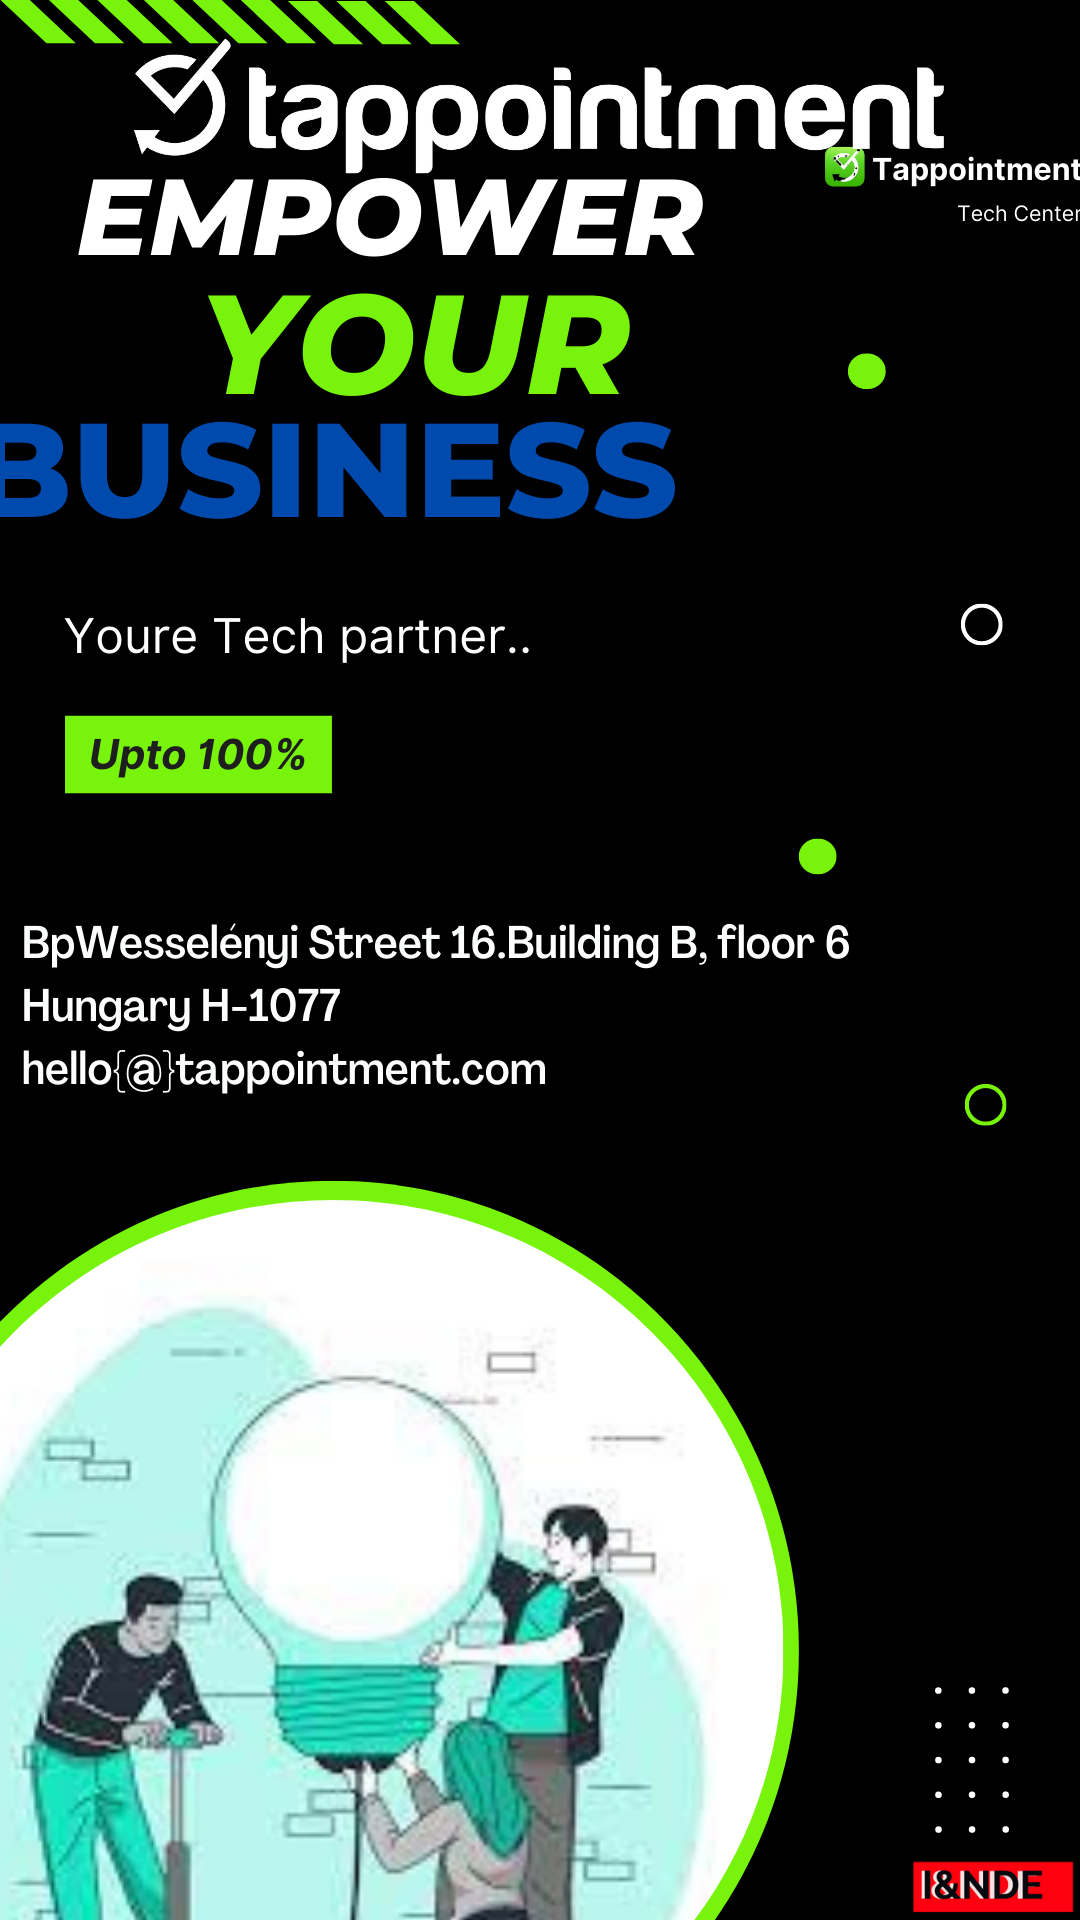 tappointment
Tappointment
Tech Center
EMPOWER
YOUR
BUSINESS
Youre Tech partner..
Upto 100%
BpWesselényi Street 16.Building B, floor 6
Hungary H-1077
hello{@}tappointment.com
I&NDE